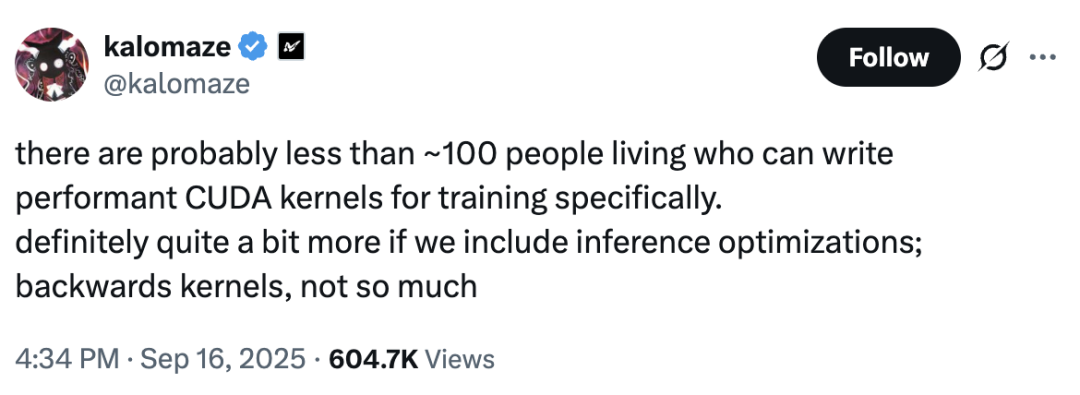 kalomaze
@kalomaze
Follow
there are probably less than ~100 people living who can write
performant CUDA kernels for training specifically.
definitely quite a bit more if we include inference optimizations;
backwards kernels, not so much
4:34 PM · Sep 16, 2025 · 604.7K Views